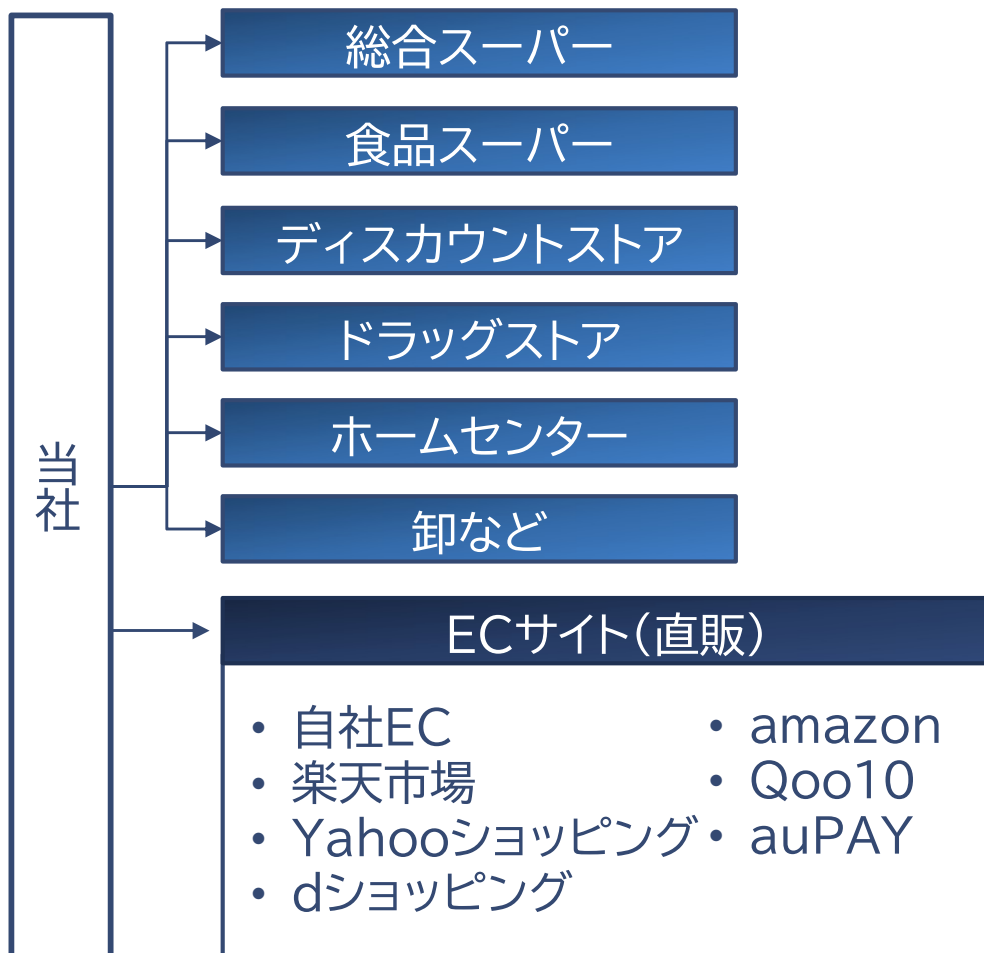 当社
総合スーパー
食品スーパー
ディスカウントストア
ドラッグストア
ホームセンター
卸など
ECサイト（直販）
• 自社EC
• 楽天市場
• Yahooショッピング
• dショッピング
• amazon
• Qoo10
• auPAY